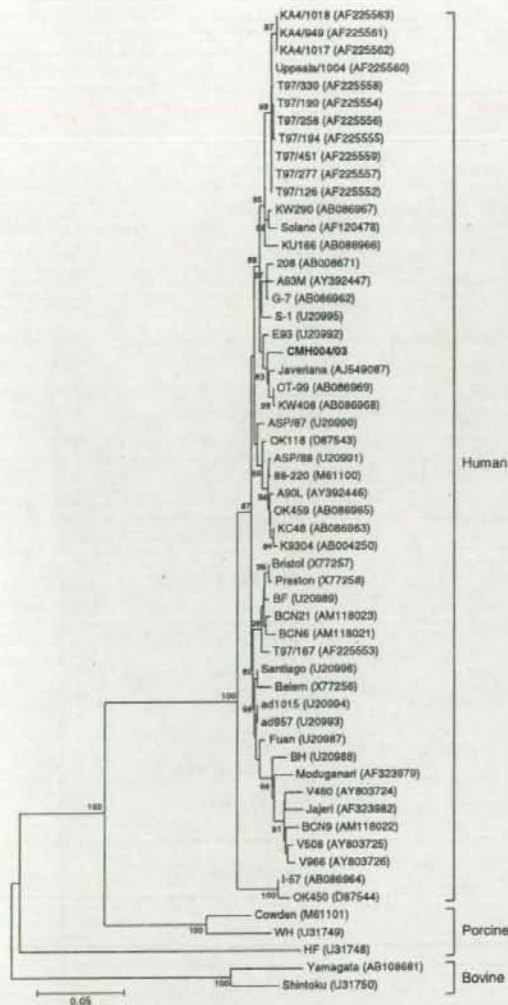 KA4/1018 (AF225563)
KA4/949 (AF225561)
KA4/1017 (AF225562)
Uppsala/1004 (AF225560)
T97/330 (AF225558)
T97/190 (AF225554)
T97/258 (AF225556)
T97/194 (AF225555)
T97/451 (AF225559)
T97/277 (AF225557)
T97/126 (AF225552)
KW290 (AB086967)
Solano (AF120478)
KU166 (AB086966)
208 (AB008671)
A93M (AY392447)
G-7 (AB086962)
S-1 (U20995)
E93 (U20992)
CMH004/03
Javeriana (AJ549087)
OT-99 (AB086969)
KW408 (AB086968)
ASP/87 (U20990)
OK118 (D87543)
ASP/88 (U20991)
88-220 (M61100)
A90L (AY392446)
OK459 (AB086965)
KC48 (AB086963)
K9304 (AB004250)
Bristol (X77257)
Preston (X77258)
BF (U20989)
BCN21 (AM118023)
BCN6 (AM118021)
T97/167 (AF225553)
Santiago (U20996)
Belem (X77256)
ad1015 (U20994)
ad957 (U20993)
Fuan (U20987)
BH (U20988)
Moduganari (AF323979)
V460 (AY803724)
Jajeri (AF323982)
BCN9 (AM118022)
V508 (AY803725)
V966 (AY803726)
I-57 (AB086964)
OK450 (D87544)
Cowden (M61101)
WH (U31749)
HF (U31748)
Yamagata (AB108681)
Shintoku (U31750)
Human
Porcine
Bovine
87
100
100
100
100
100
0.05